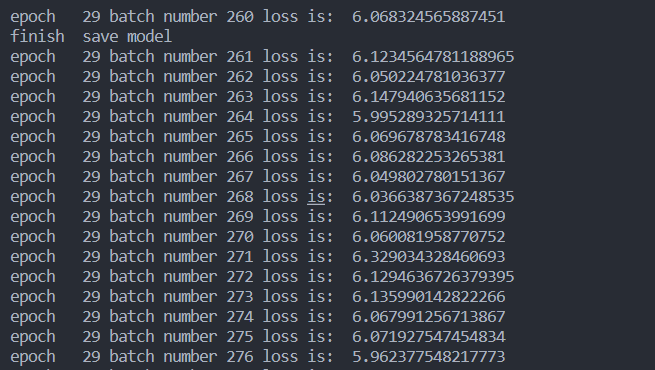 epoch   29 batch number 260 loss is:  6.068324565887451
finish  save model
epoch   29 batch number 261 loss is:  6.1234564781188965
epoch   29 batch number 262 loss is:  6.050224781036377
epoch   29 batch number 263 loss is:  6.147940635681152
epoch   29 batch number 264 loss is:  5.995289325714111
epoch   29 batch number 265 loss is:  6.069678783416748
epoch   29 batch number 266 loss is:  6.086282253265381
epoch   29 batch number 267 loss is:  6.049802780151367
epoch   29 batch number 268 loss is:  6.0366387367248535
epoch   29 batch number 269 loss is:  6.112490653991699
epoch   29 batch number 270 loss is:  6.060081958770752
epoch   29 batch number 271 loss is:  6.329034328460693
epoch   29 batch number 272 loss is:  6.1294636726379395
epoch   29 batch number 273 loss is:  6.135990142822266
epoch   29 batch number 274 loss is:  6.067991256713867
epoch   29 batch number 275 loss is:  6.071927547454834
epoch   29 batch number 276 loss is:  5.962377548217773